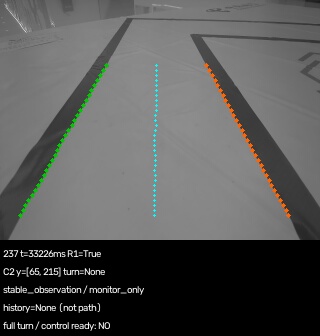 237 t=33226ms R1=True
C2 y=[65, 215] turn=None
stable_observation / monitor_only
history=None (not path)
full turn / control ready: NO